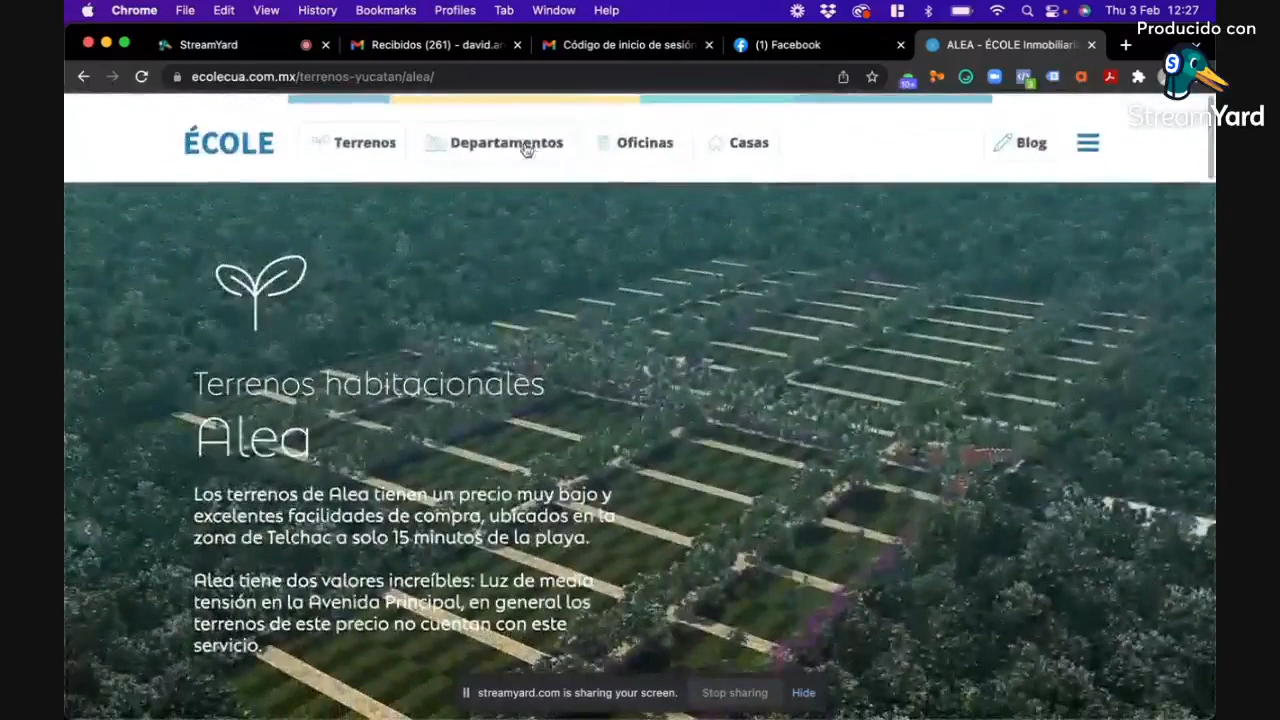 Chrome File Edit View History Bookmarks Profiles Tab Window Help Thu 3 Feb 12:27
Producido con
StreamYard
StreamYard Recibidos (261) - david.an Código de inicio de sesión (1) Facebook ALEA - ÉCOLE Inmobiliari
ecolecua.com.mx/terrenos-yucatan/alea/
10+
ÉCOLE Terrenos Departamentos Oficinas Casas Blog
Terrenos habitacionales
Alea
Los terrenos de Alea tienen un precio muy bajo y
excelentes facilidades de compra, ubicados en la
zona de Telchac a solo 15 minutos de la playa.
Alea tiene dos valores increíbles: Luz de media
tensión en la Avenida Principal, en general los
terrenos de este precio no cuentan con este
servicio.
streamyard.com is sharing your screen. Stop sharing Hide